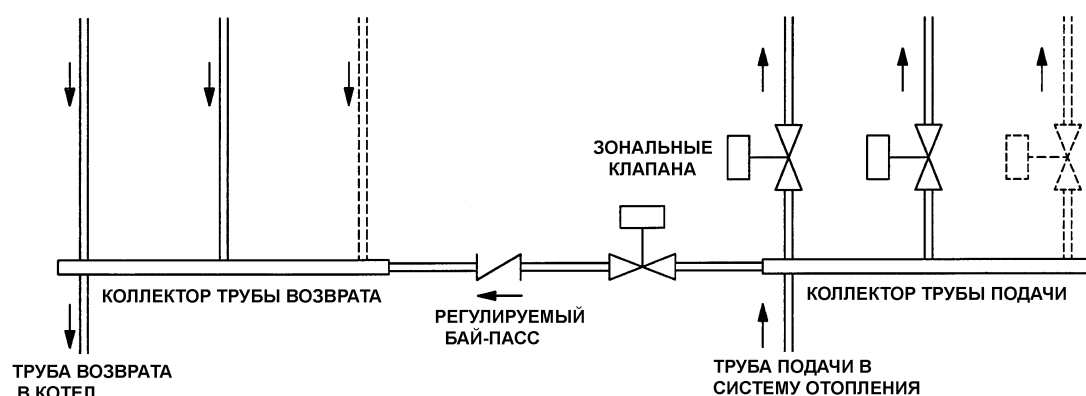 ЗОНАЛЬНЫЕ
КЛАПАНА
КОЛЛЕКТОР ТРУБЫ ВОЗВРАТА
КОЛЛЕКТОР ТРУБЫ ПОДАЧИ
РЕГУЛИРУЕМЫЙ
БАЙ-ПАСС
ТРУБА ВОЗВРАТА
В КОТЕЛ
ТРУБА ПОДАЧИ В
СИСТЕМУ ОТОПЛЕНИЯ